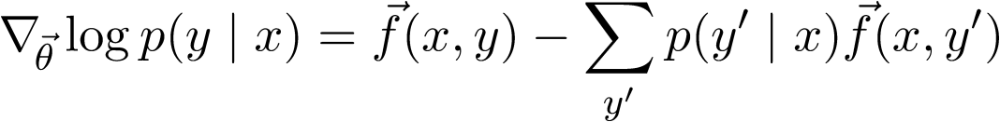 ∇_θ⃗ log p(y | x) = f⃗(x, y) − ∑_{y′} p(y′ | x) f⃗(x, y′)